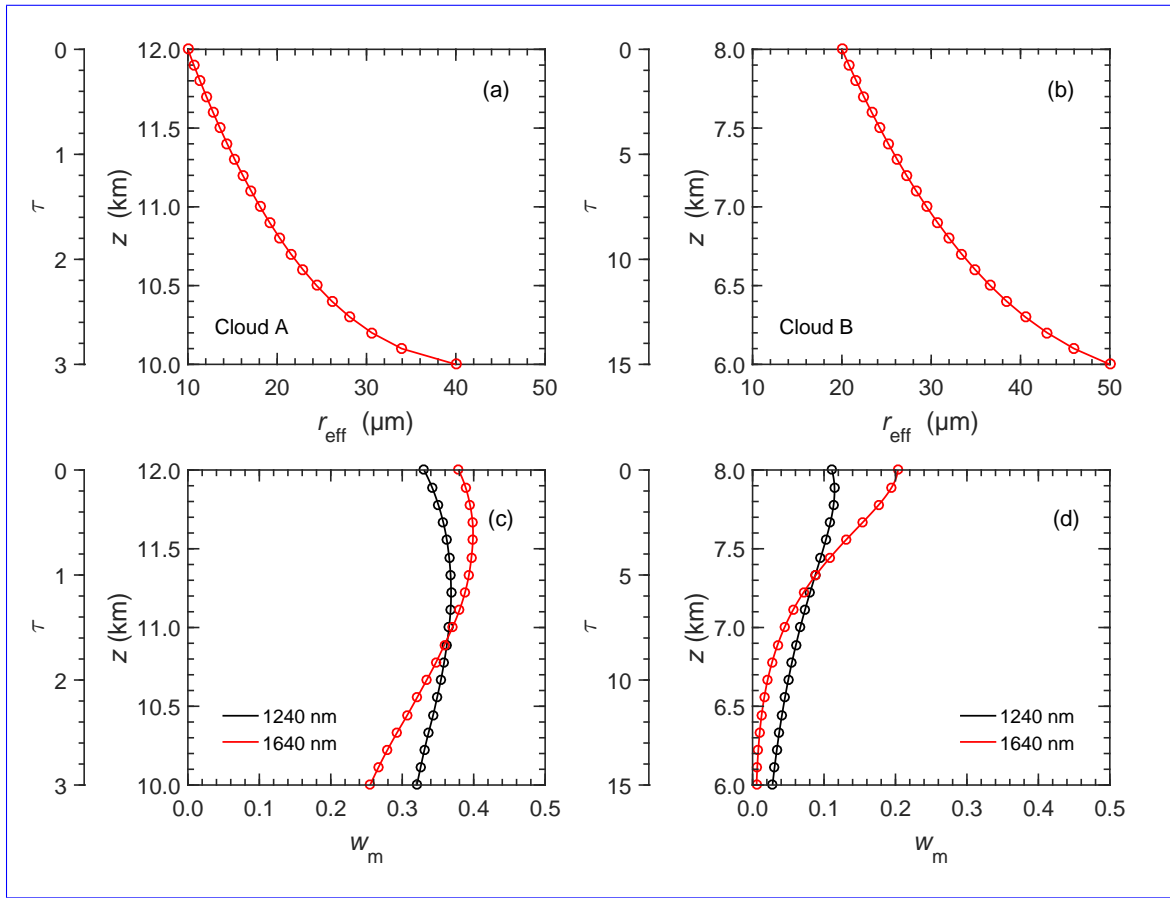 0
1
2
3
τ
12.0
11.5
11.0
10.5
10.0
z (km)
(a)
Cloud A
10 20 30 40 50
r_eff (µm)
0
5
10
15
τ
8.0
7.5
7.0
6.5
6.0
z (km)
(b)
Cloud B
10 20 30 40 50
r_eff (µm)
0
1
2
3
τ
12.0
11.5
11.0
10.5
10.0
z (km)
(c)
1240 nm
1640 nm
0.0 0.1 0.2 0.3 0.4 0.5
w_m
0
5
10
15
τ
8.0
7.5
7.0
6.5
6.0
z (km)
(d)
1240 nm
1640 nm
0.0 0.1 0.2 0.3 0.4 0.5
w_m